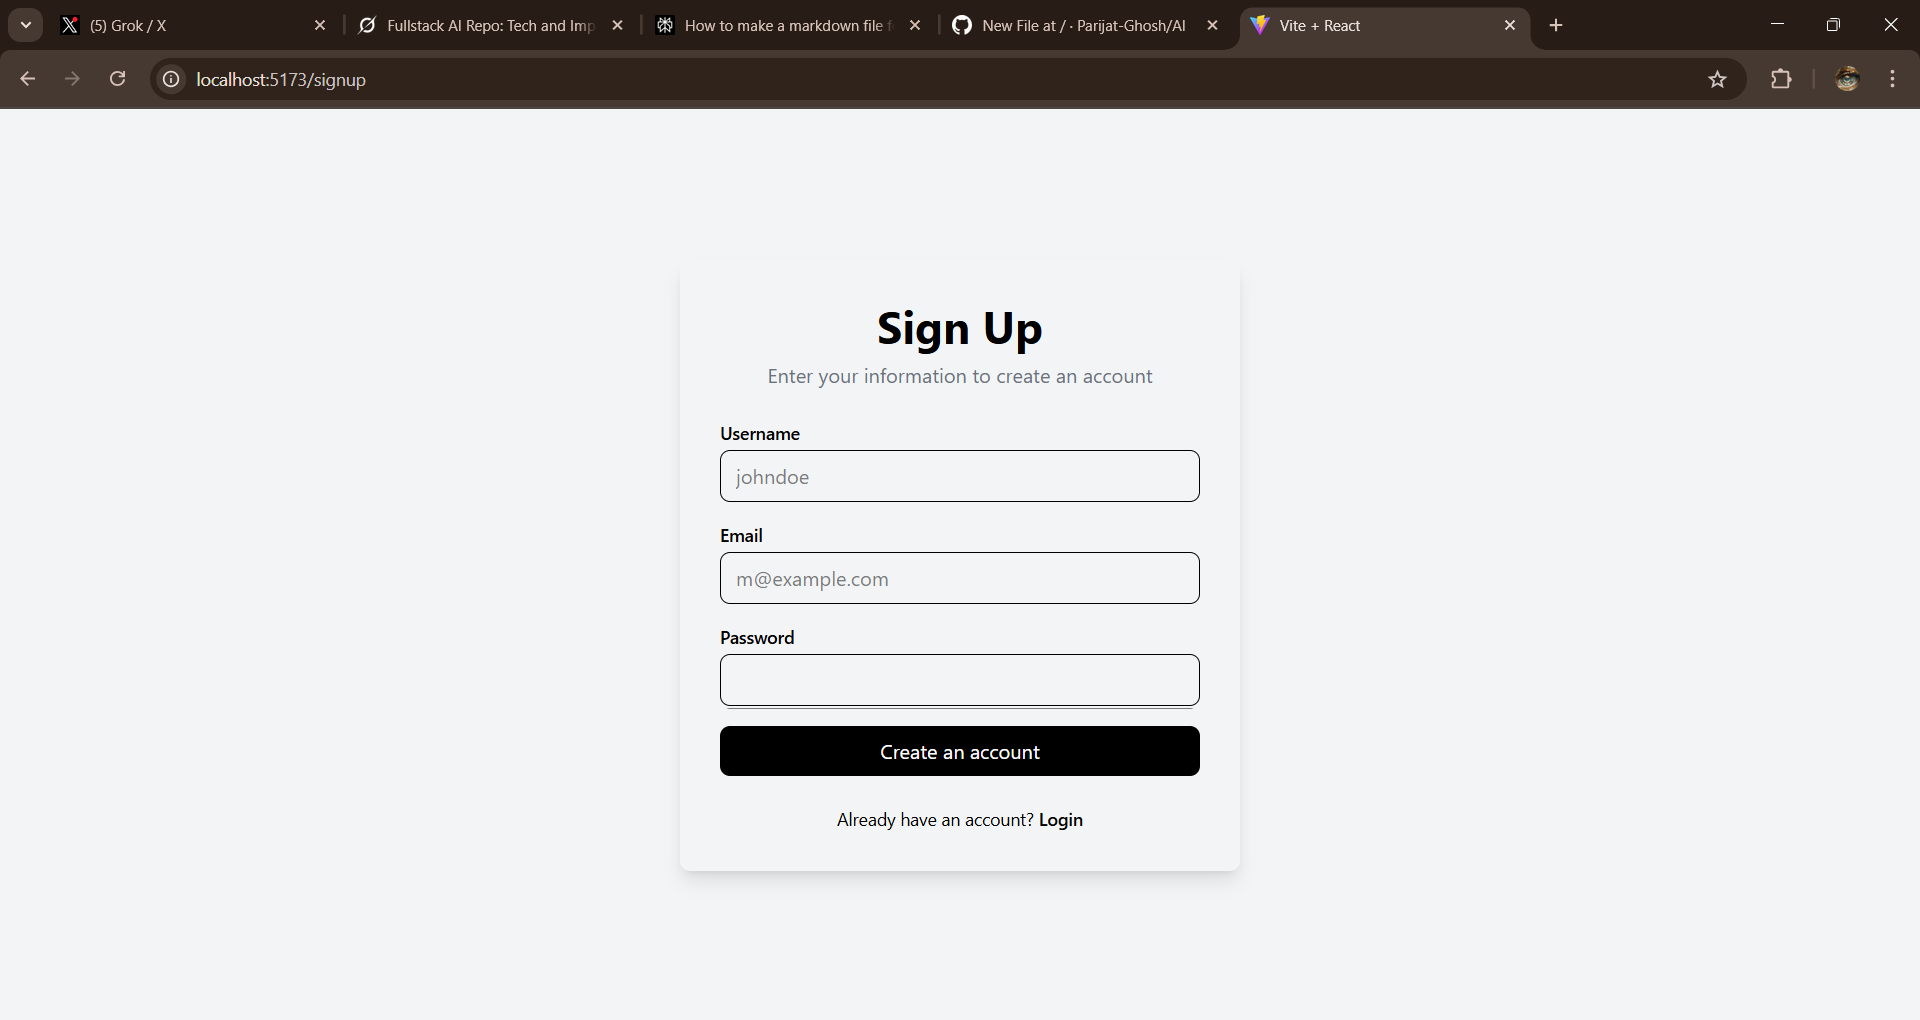 (5) Grok / X
Fullstack AI Repo: Tech and Imp
How to make a markdown file f
New File at / · Parijat-Ghosh/AI
Vite + React
localhost:5173/signup
Sign Up
Enter your information to create an account
Username
johndoe
Email
m@example.com
Password
Create an account
Already have an account? Login